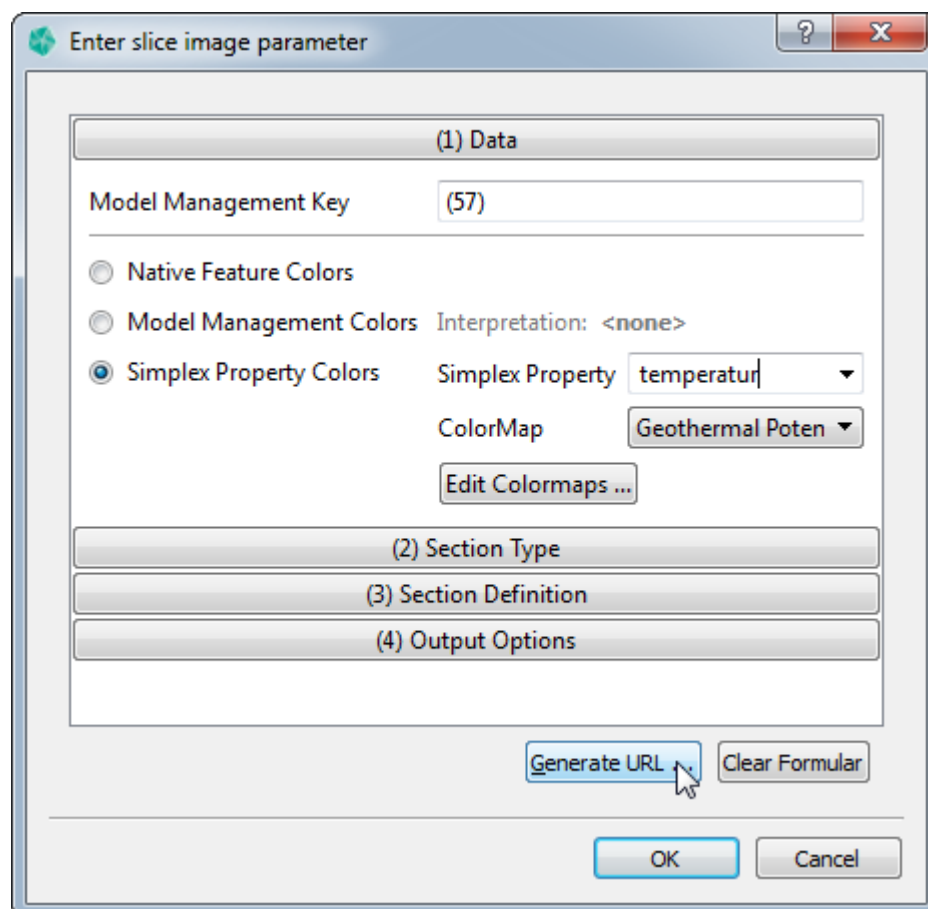 Enter slice image parameter
?
(1) Data
Model Management Key (57)
Native Feature Colors
Model Management Colors Interpretation: <none>
Simplex Property Colors Simplex Property temperatur
ColorMap Geothermal Poten
Edit Colormaps ...
(2) Section Type
(3) Section Definition
(4) Output Options
Generate URL ... Clear Formular
OK Cancel